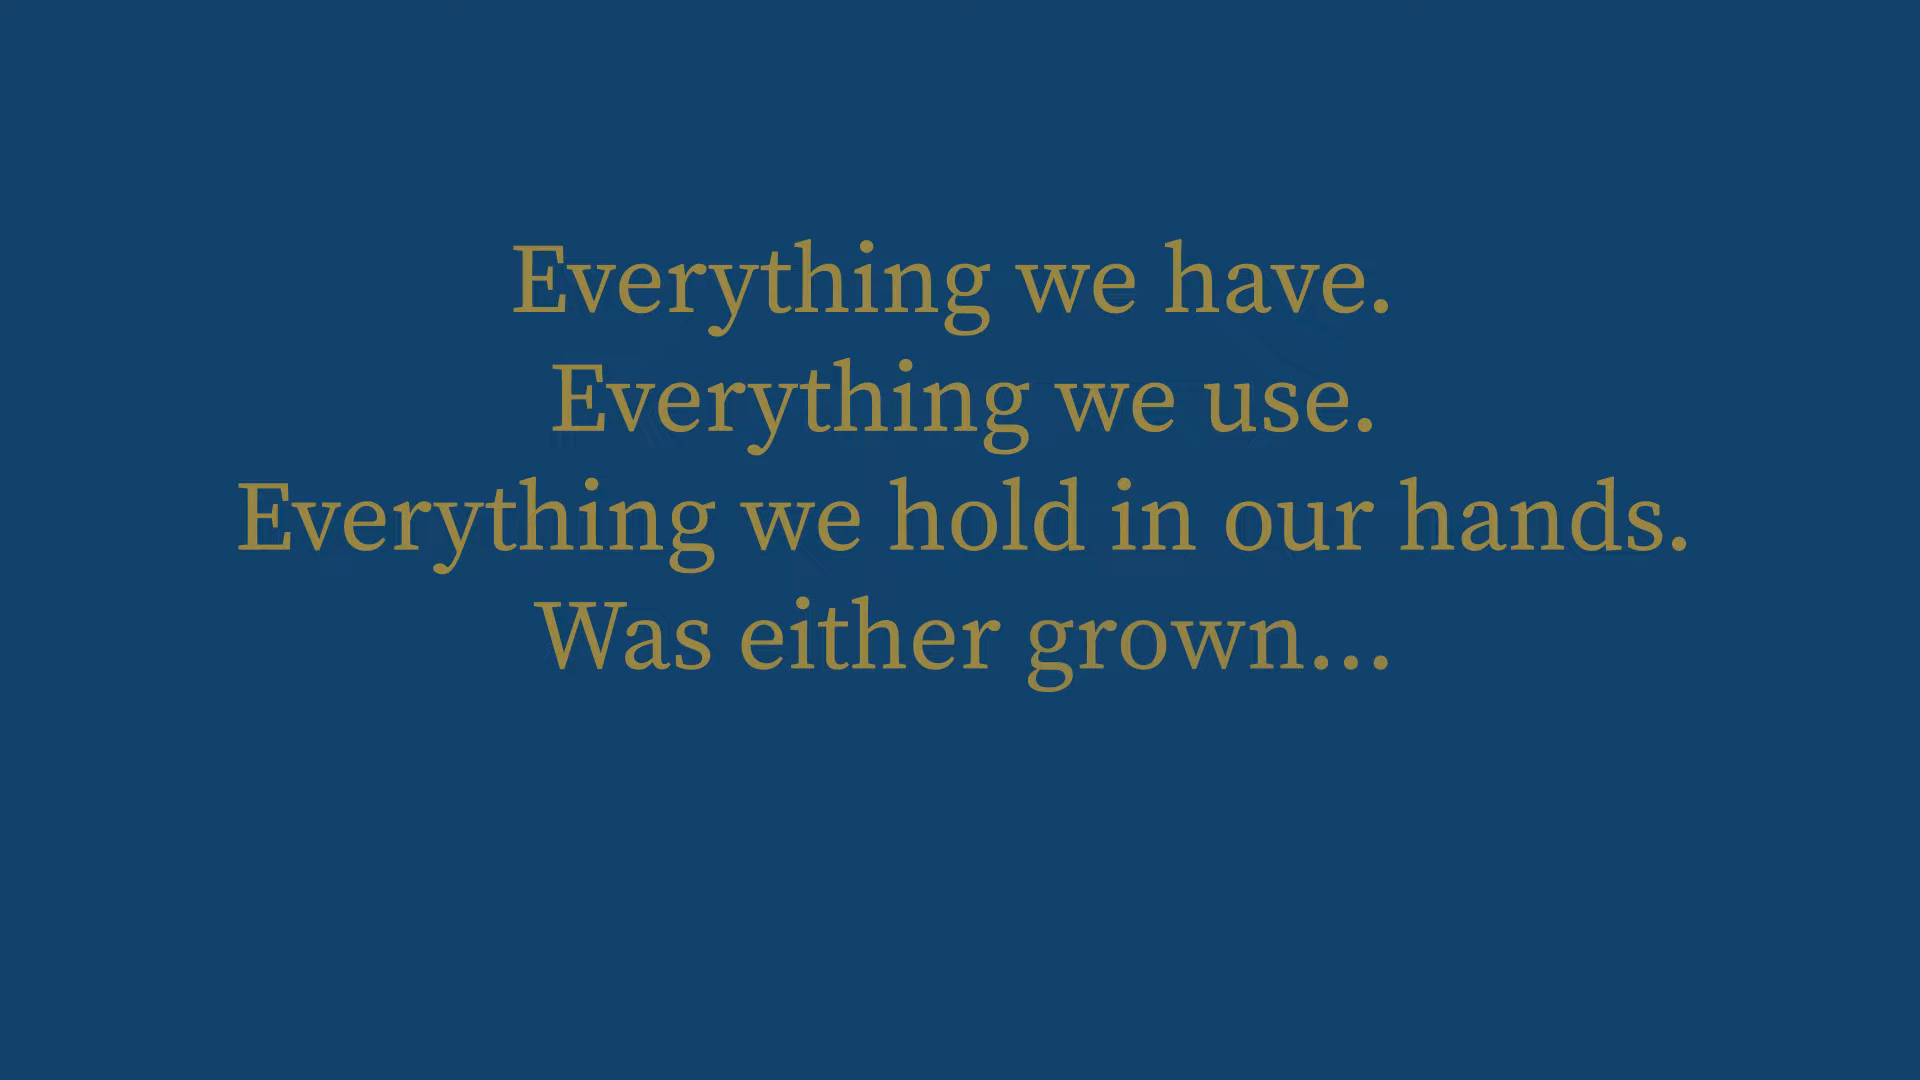 Everything we have.
Everything we use.
Everything we hold in our hands.
Was either grown...